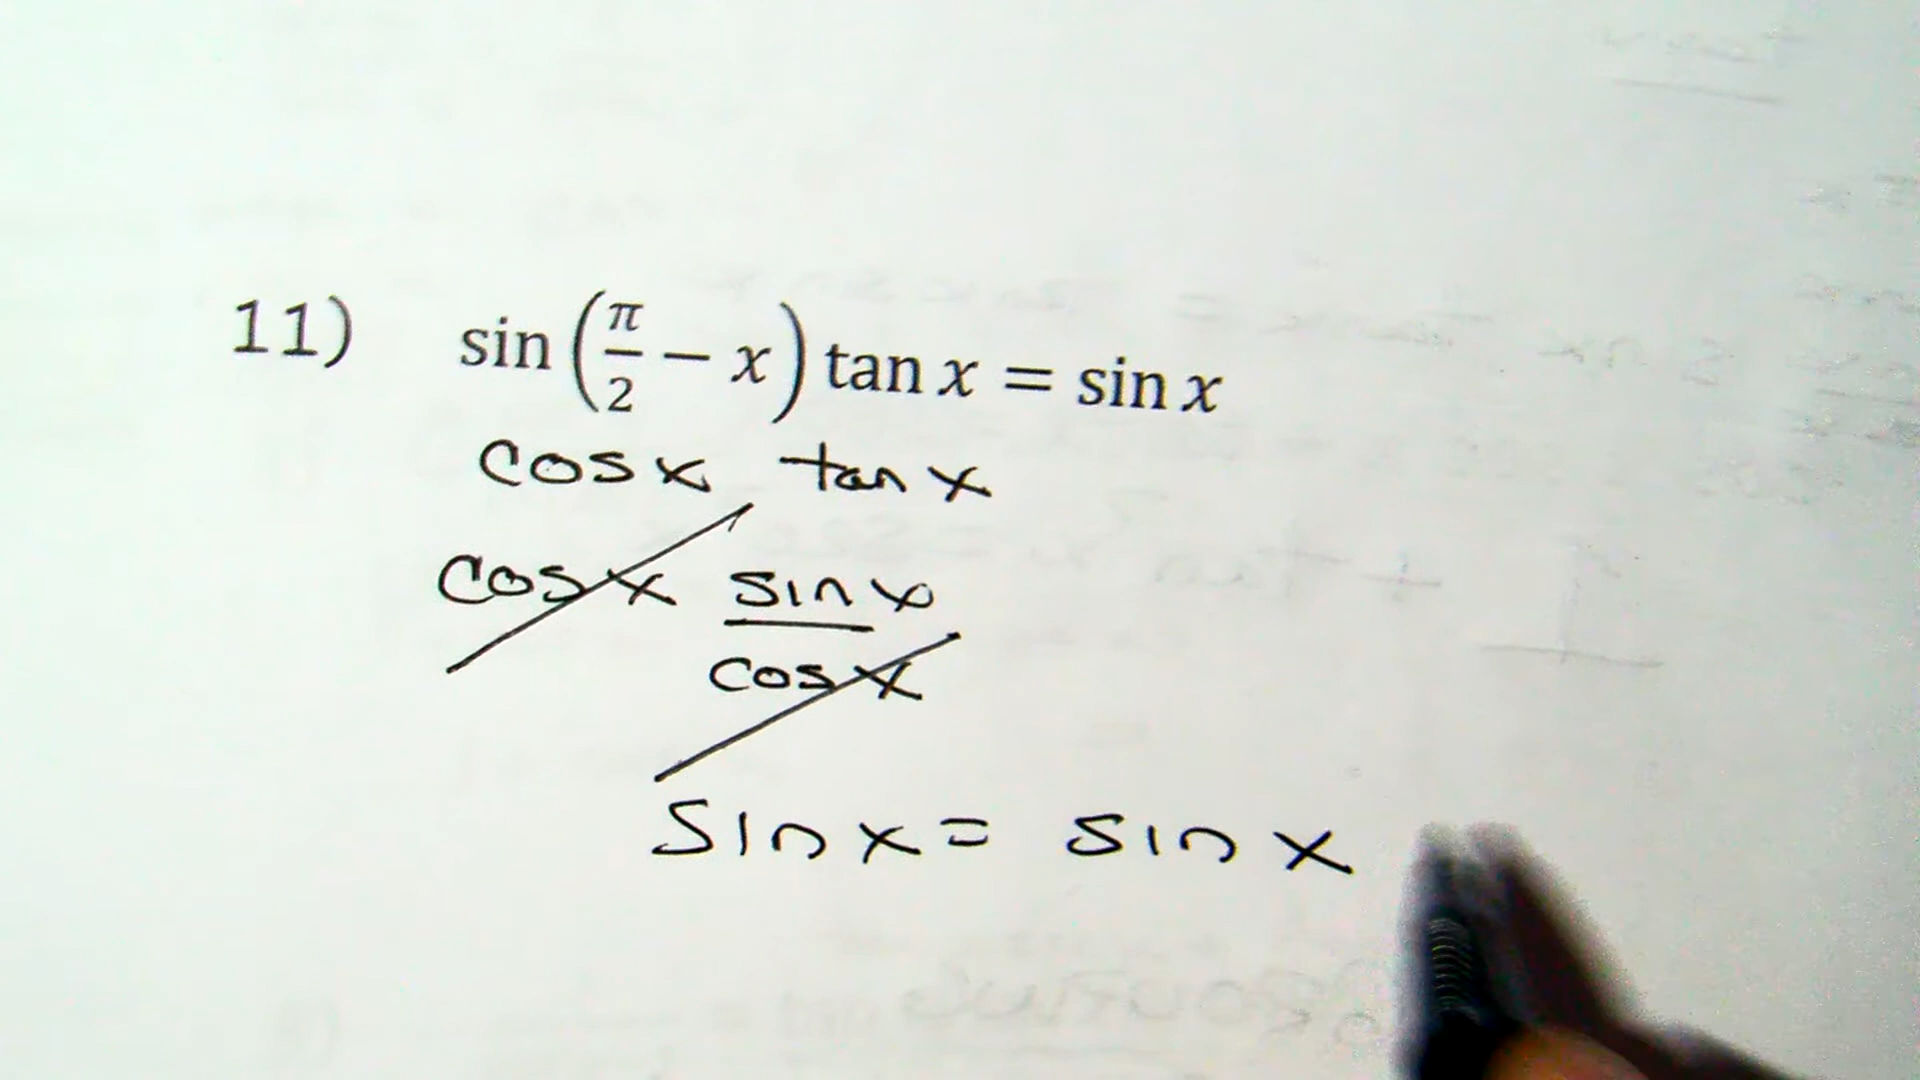 11) sin (π/2 − x) tan x = sin x
cos x tan x
cos x sin x
cos x
sin x = sin x